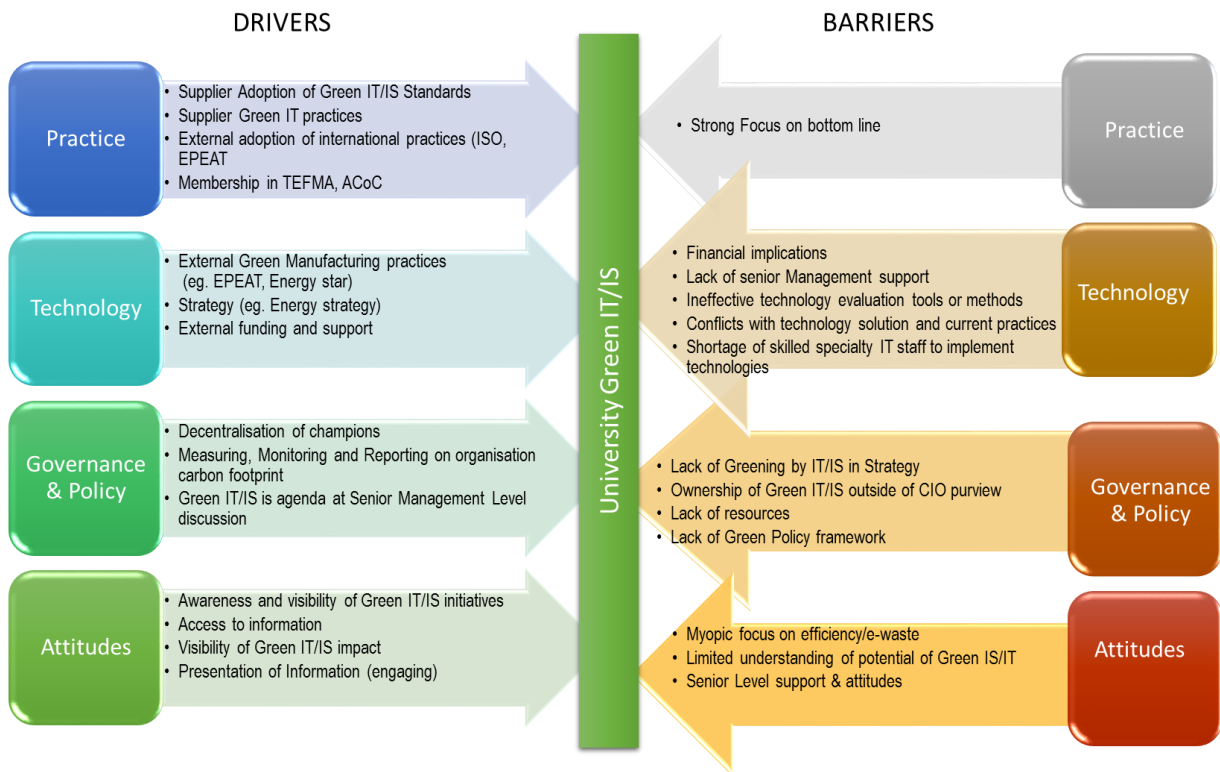 DRIVERS
BARRIERS
Practice
• Supplier Adoption of Green IT/IS Standards
• Supplier Green IT practices
• External adoption of international practices (ISO,
EPEAT
• Membership in TEFMA, ACoC
Technology
• External Green Manufacturing practices
(eg. EPEAT, Energy star)
• Strategy (eg. Energy strategy)
• External funding and support
Governance
& Policy
• Decentralisation of champions
• Measuring, Monitoring and Reporting on organisation
carbon footprint
• Green IT/IS is agenda at Senior Management Level
discussion
Attitudes
• Awareness and visibility of Green IT/IS initiatives
• Access to information
• Visibility of Green IT/IS impact
• Presentation of Information (engaging)
University Green IT/IS
• Strong Focus on bottom line
Practice
• Financial implications
• Lack of senior Management support
• Ineffective technology evaluation tools or methods
• Conflicts with technology solution and current practices
• Shortage of skilled specialty IT staff to implement
technologies
Technology
• Lack of Greening by IT/IS in Strategy
• Ownership of Green IT/IS outside of CIO purview
• Lack of resources
• Lack of Green Policy framework
Governance
& Policy
• Myopic focus on efficiency/e-waste
• Limited understanding of potential of Green IS/IT
• Senior Level support & attitudes
Attitudes